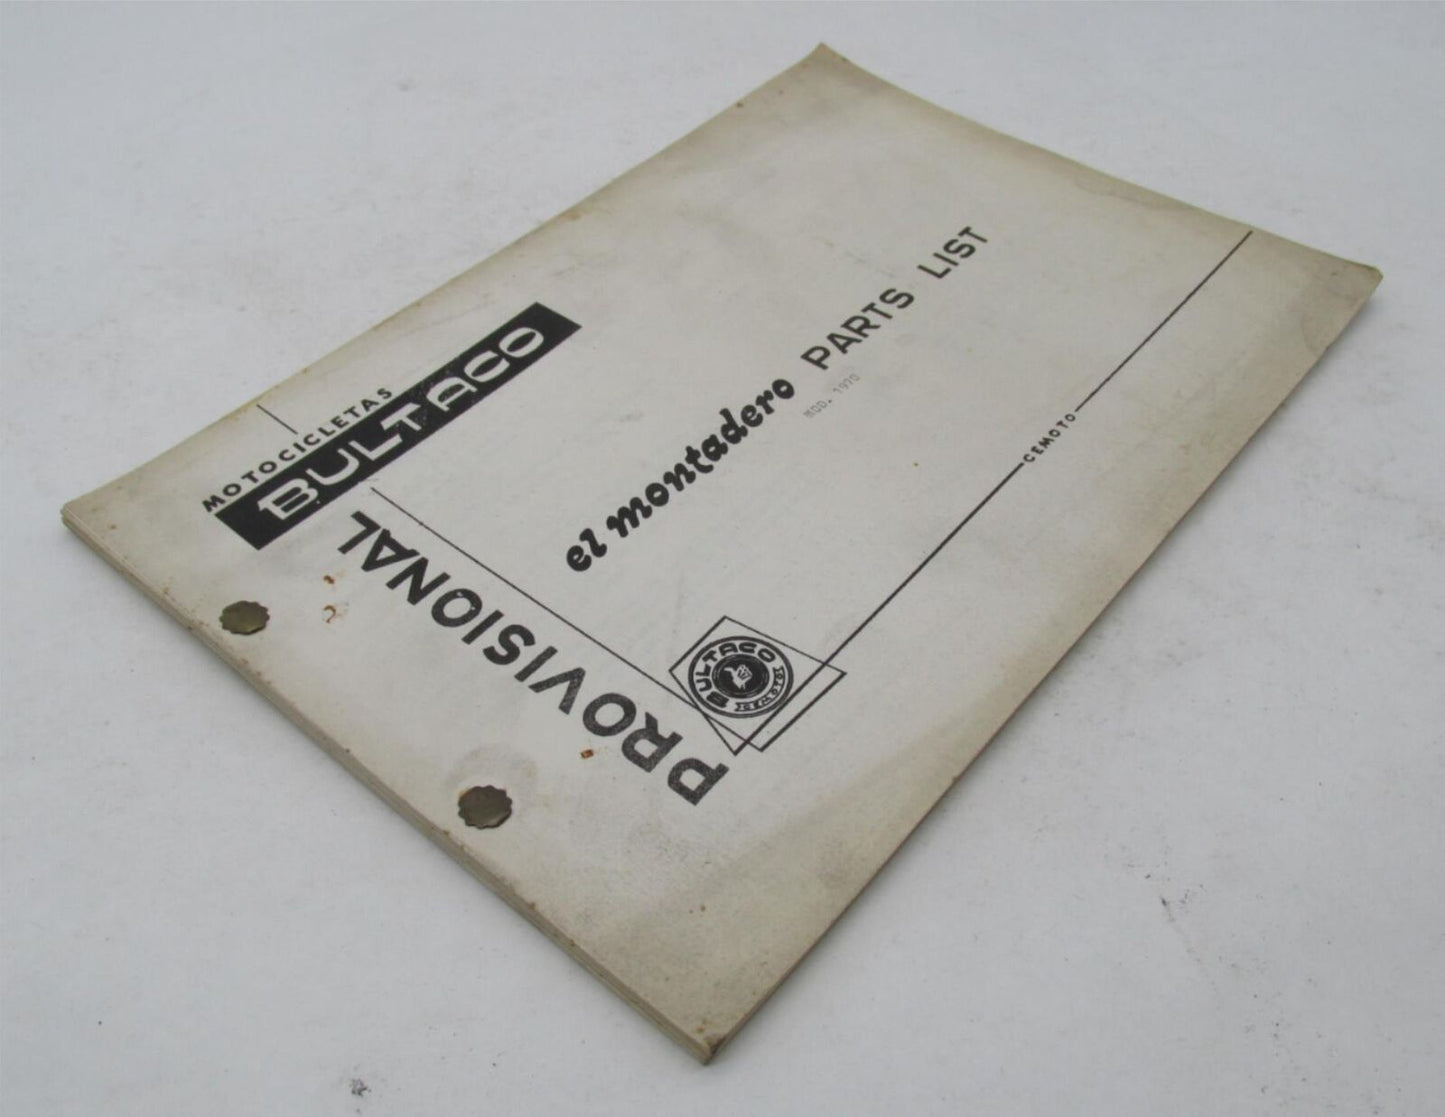 MOTOCICLETAS
BULTACO
PROVISIONAL
el montadero PARTS LIST
MOD. 1970
BULTACO
CEMOTO